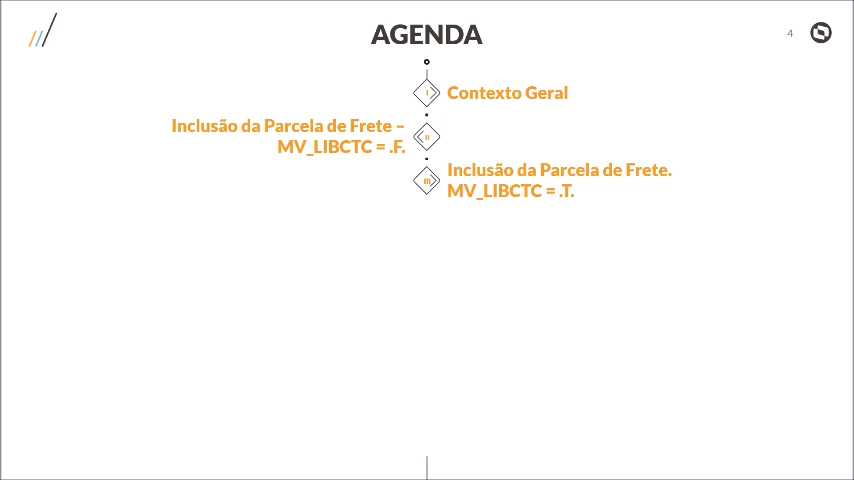 AGENDA
4
I
Contexto Geral
Inclusão da Parcela de Frete –
MV_LIBCTC = .F.
II
Inclusão da Parcela de Frete.
MV_LIBCTC = .T.
III